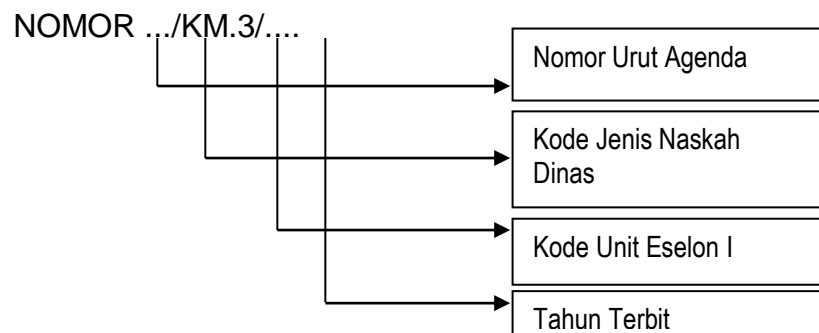 NOMOR .../KM.3/....
Nomor Urut Agenda
Kode Jenis Naskah
Dinas
Kode Unit Eselon I
Tahun Terbit